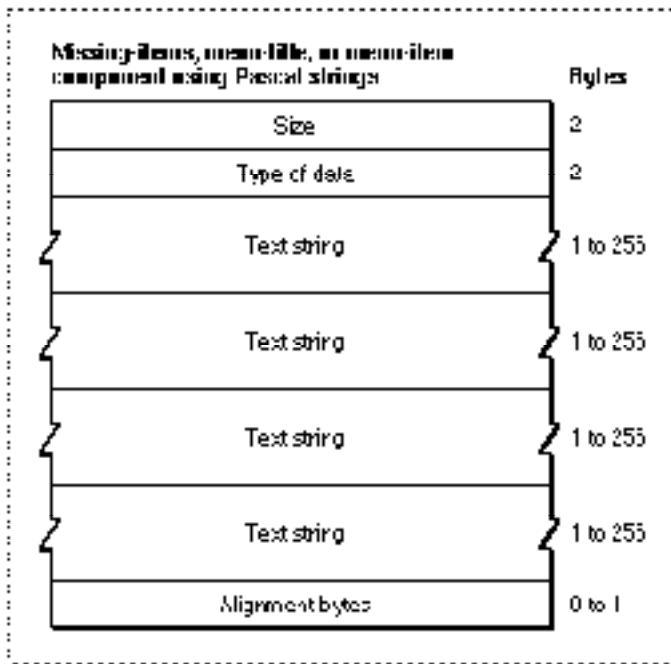 Missing-items, menu-title, or menu-item
component using Pascal strings
Bytes
Size 2
Type of data 2
Text string 1 to 255
Text string 1 to 255
Text string 1 to 255
Text string 1 to 255
Alignment bytes 0 to 1